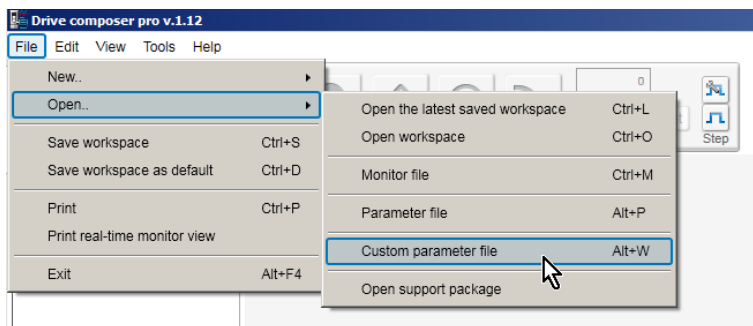 Drive composer pro v.1.12
File Edit View Tools Help
New..
Open..
Save workspace Ctrl+S
Save workspace as default Ctrl+D
Print Ctrl+P
Print real-time monitor view
Exit Alt+F4
0
Step
Open the latest saved workspace Ctrl+L
Open workspace Ctrl+O
Monitor file Ctrl+M
Parameter file Alt+P
Custom parameter file Alt+W
Open support package